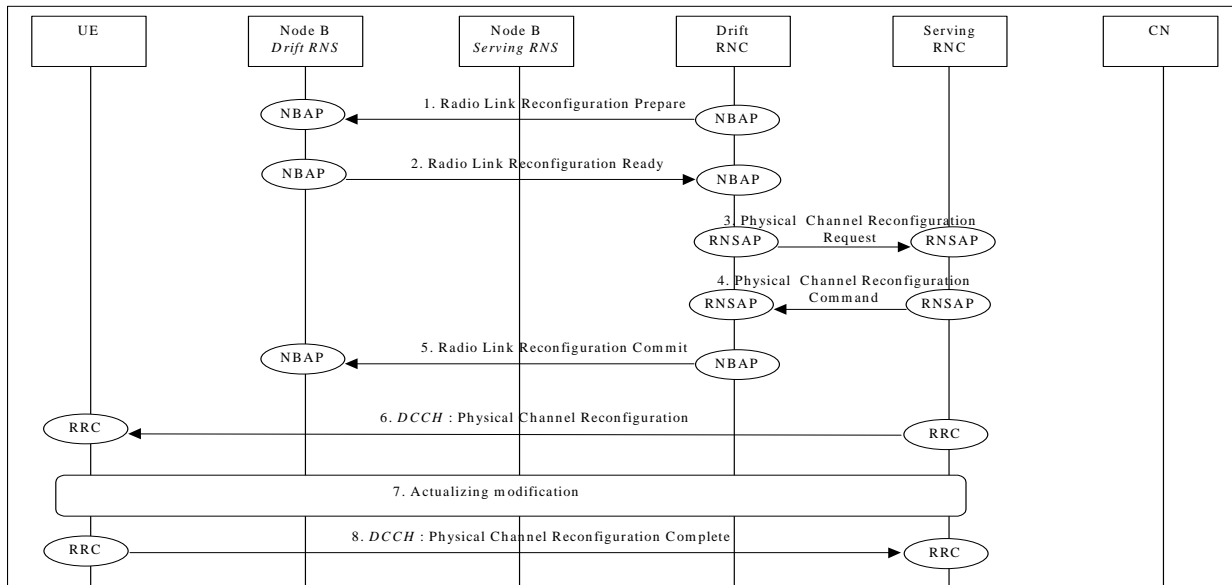 UE
Node B
Drift RNS
Node B
Serving RNS
Drift
RNC
Serving
RNC
CN
1. Radio Link Reconfiguration Prepare
NBAP
NBAP
2. Radio Link Reconfiguration Ready
NBAP
NBAP
3. Physical Channel Reconfiguration
Request
RNSAP
RNSAP
4. Physical Channel Reconfiguration
Command
RNSAP
RNSAP
5. Radio Link Reconfiguration Commit
NBAP
NBAP
6. DCCH : Physical Channel Reconfiguration
RRC
RRC
7. Actualizing modification
8. DCCH : Physical Channel Reconfiguration Complete
RRC
RRC